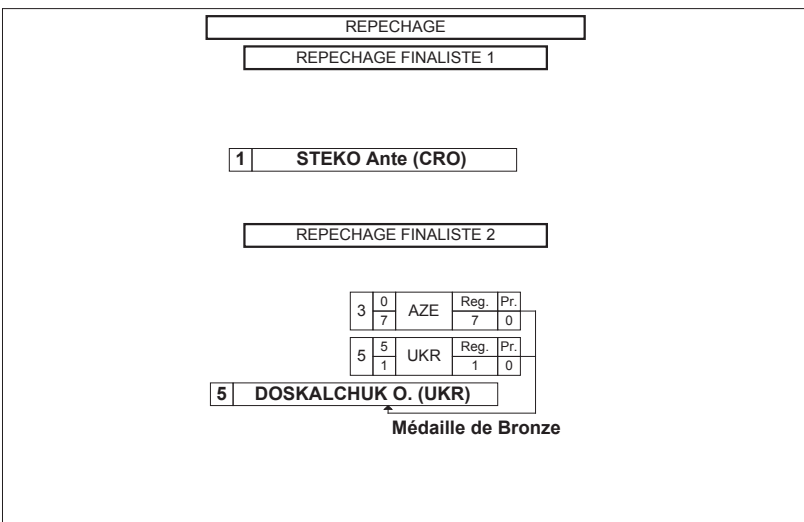 REPECHAGE
REPECHAGE FINALISTE 1
1 STEKO Ante (CRO)
REPECHAGE FINALISTE 2
3 0 AZE Reg. Pr.
7 7 0
5 5 UKR Reg. Pr.
1 1 0
5 DOSKALCHUK O. (UKR)
Médaille de Bronze